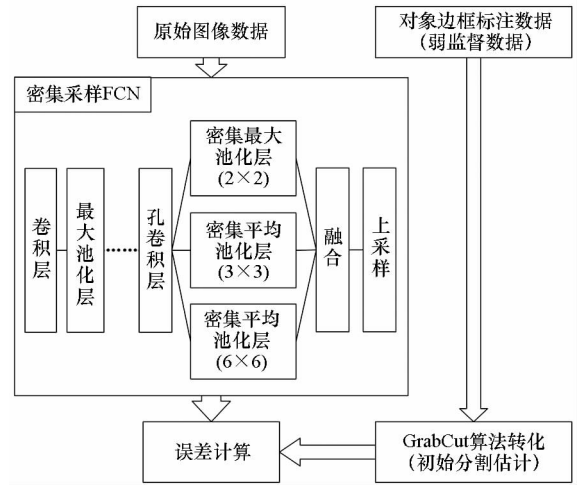 原始图像数据
对象边框标注数据
(弱监督数据)
密集采样FCN
卷积层
最大池化层
……
孔卷积层
密集最大
池化层
(2×2)
密集平均
池化层
(3×3)
密集平均
池化层
(6×6)
融合
上采样
误差计算
GrabCut算法转化
(初始分割估计)